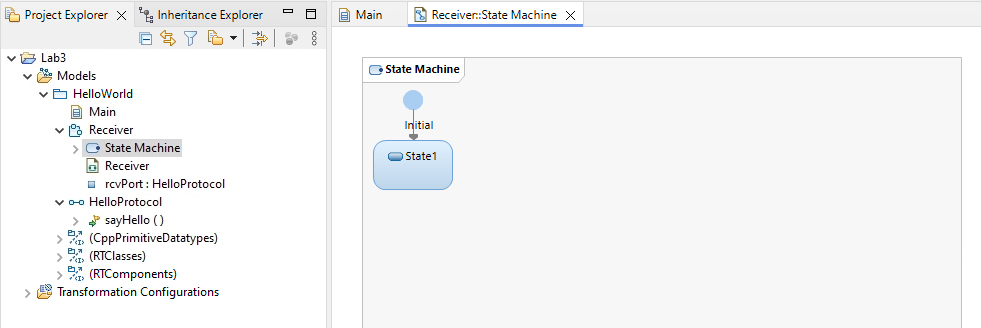 Project Explorer
Inheritance Explorer
Lab3
Models
HelloWorld
Main
Receiver
State Machine
Receiver
rcvPort : HelloProtocol
HelloProtocol
sayHello ( )
(CppPrimitiveDatatypes)
(RTClasses)
(RTComponents)
Transformation Configurations
Main
Receiver::State Machine
State Machine
Initial
State1